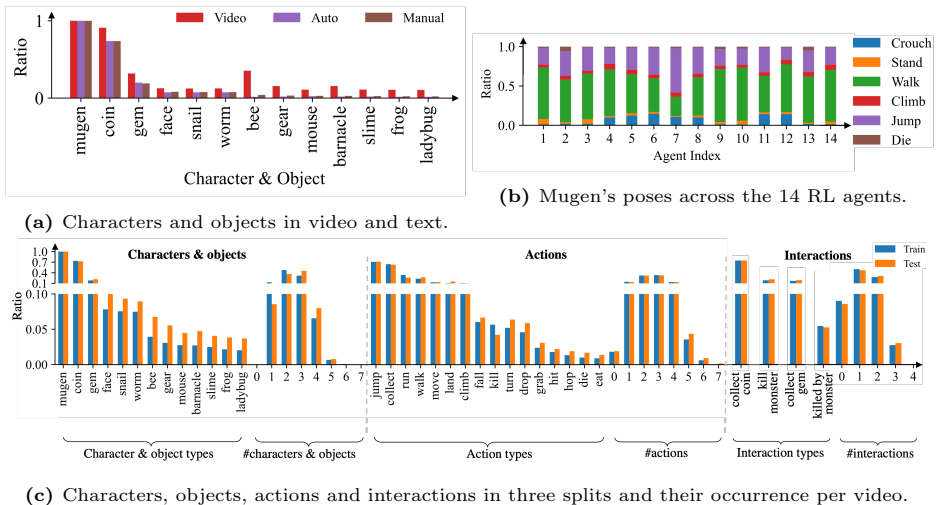 Video Auto Manual
1
Ratio
0
mugen coin gem face snail worm bee gear mouse barnacle slime frog ladybug
Character & Object
(a) Characters and objects in video and text.
1.0
Ratio
0.5
0.0
1 2 3 4 5 6 7 8 9 10 11 12 13 14
Agent Index
Crouch
Stand
Walk
Climb
Jump
Die
(b) Mugen's poses across the 14 RL agents.
Characters & objects Actions Interactions
Train
Test
1.0
0.7
0.4
0.1
0.10
Ratio
0.05
0.00
mugen coin gem face snail worm bee gear mouse barnacle slime frog ladybug 0 1 2 3 4 5 6 7 jump collect run walk move land climb fall kill turn drop grab hit hop die eat 0 1 2 3 4 5 6 7 collect coin kill monster collect gem killed by monster 0 1 2 3 4
Character & object types #characters & objects Action types #actions Interaction types #interactions
(c) Characters, objects, actions and interactions in three splits and their occurrence per video.